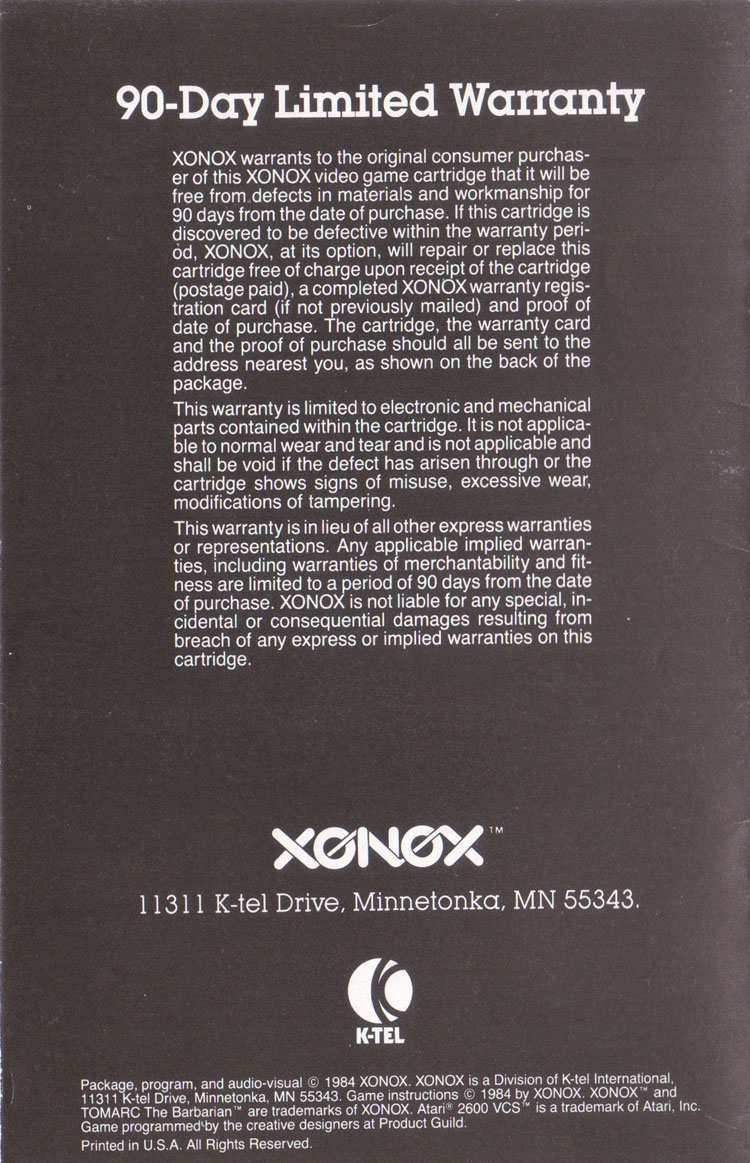 90-Day Limited Warranty
XONOX warrants to the original consumer purchas-
er of this XONOX video game cartridge that it will be
free from defects in materials and workmanship for
90 days from the date of purchase. If this cartridge is
discovered to be defective within the warranty peri-
od, XONOX, at its option, will repair or replace this
cartridge free of charge upon receipt of the cartridge
(postage paid), a completed XONOX warranty regis-
tration card (if not previously mailed) and proof of
date of purchase. The cartridge, the warranty card
and the proof of purchase should all be sent to the
address nearest you, as shown on the back of the
package.
This warranty is limited to electronic and mechanical
parts contained within the cartridge. It is not applica-
ble to normal wear and tear and is not applicable and
shall be void if the defect has arisen through or the
cartridge shows signs of misuse, excessive wear,
modifications of tampering.
This warranty is in lieu of all other express warranties
or representations. Any applicable implied warran-
ties, including warranties of merchantability and fit-
ness are limited to a period of 90 days from the date
of purchase. XONOX is not liable for any special, in-
cidental or consequential damages resulting from
breach of any express or implied warranties on this
cartridge.
XONOX™
11311 K-tel Drive, Minnetonka, MN 55343.
K-TEL
Package, program, and audio-visual © 1984 XONOX. XONOX is a Division of K-tel International,
11311 K-tel Drive, Minnetonka, MN 55343. Game instructions © 1984 by XONOX. XONOX™ and
TOMARC The Barbarian™ are trademarks of XONOX. Atari® 2600 VCS™ is a trademark of Atari, Inc.
Game programmed by the creative designers at Product Guild.
Printed in U.S.A. All Rights Reserved.